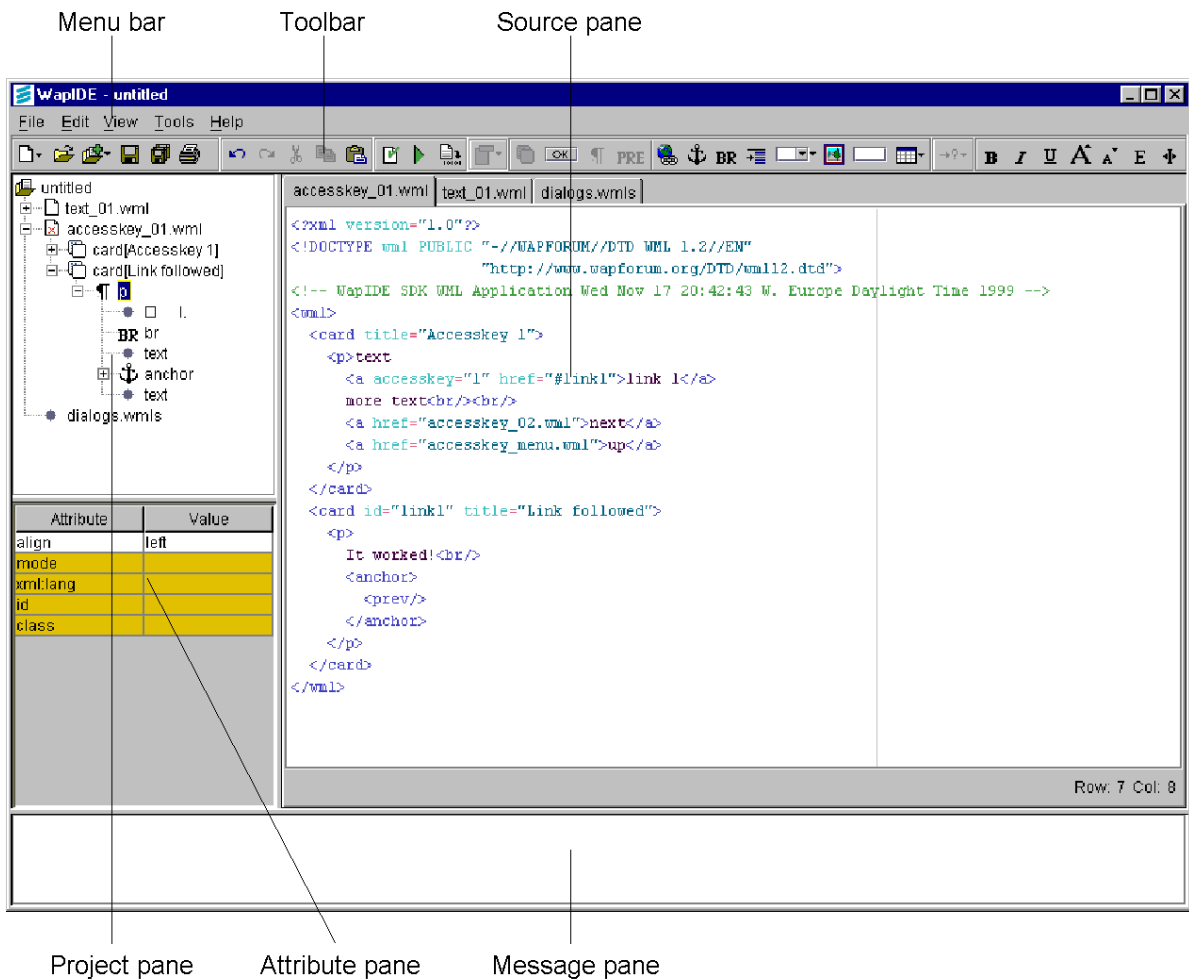 Menu bar Toolbar Source pane
WapIDE - untitled
File Edit View Tools Help
OK PRE BR B I U A A E
untitled
text_01.wml
accesskey_01.wml
card[Accesskey 1]
card[Link followed]
p
BR br
text
anchor
text
dialogs.wmls
Attribute Value
align left
mode
xml:lang
id
class
accesskey_01.wml text_01.wml dialogs.wmls
<?xml version="1.0"?>
<!DOCTYPE wml PUBLIC "-//WAPFORUM//DTD WML 1.2//EN"
"http://www.wapforum.org/DTD/wml12.dtd">
<!-- WapIDE SDK WML Application Wed Nov 17 20:42:43 W. Europe Daylight Time 1999 -->
<wml>
<card title="Accesskey 1">
<p>text
<a accesskey="1" href="#link1">link 1</a>
more text<br/><br/>
<a href="accesskey_02.wml">next</a>
<a href="accesskey_menu.wml">up</a>
</p>
</card>
<card id="link1" title="Link followed">
<p>
It worked!<br/>
<anchor>
<prev/>
</anchor>
</p>
</card>
</wml>
Row: 7 Col: 8
Project pane Attribute pane Message pane